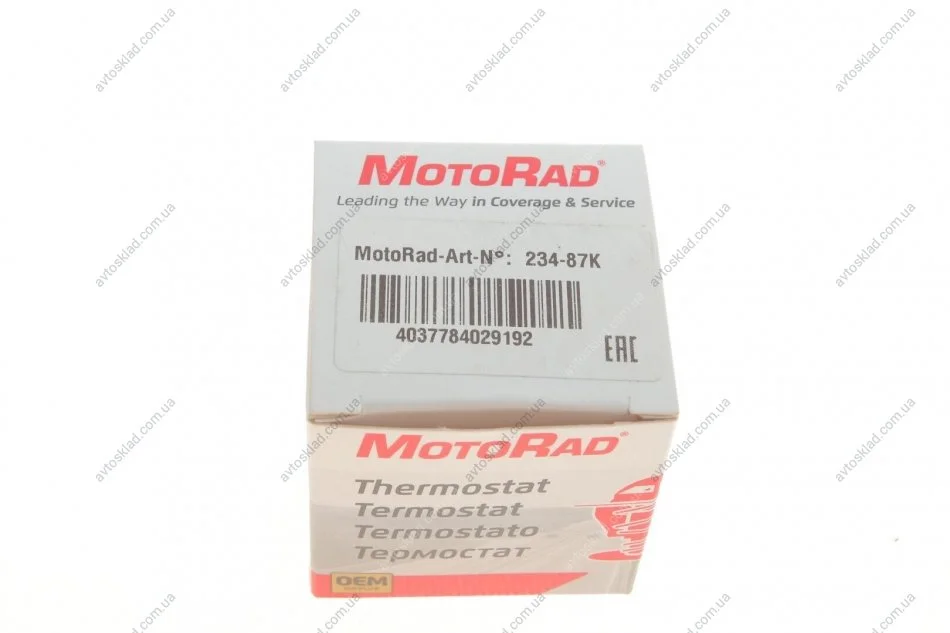 MOTORAD®
Leading the Way in Coverage & Service
MotoRad-Art-Nº: 234-87K
4037784029192
EAC
MOTORAD®
Thermostat
Termostat
Termostato
Термостат
OEM
avtosklad.com.ua